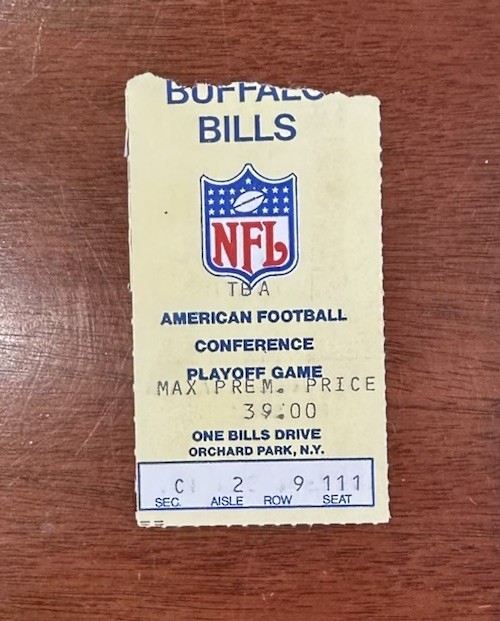 BUFFALO
BILLS
NFL
TBA
AMERICAN FOOTBALL
CONFERENCE
PLAYOFF GAME
MAX PREM. PRICE
39.00
ONE BILLS DRIVE
ORCHARD PARK, N.Y.
C 2 9 111
SEC. AISLE ROW SEAT